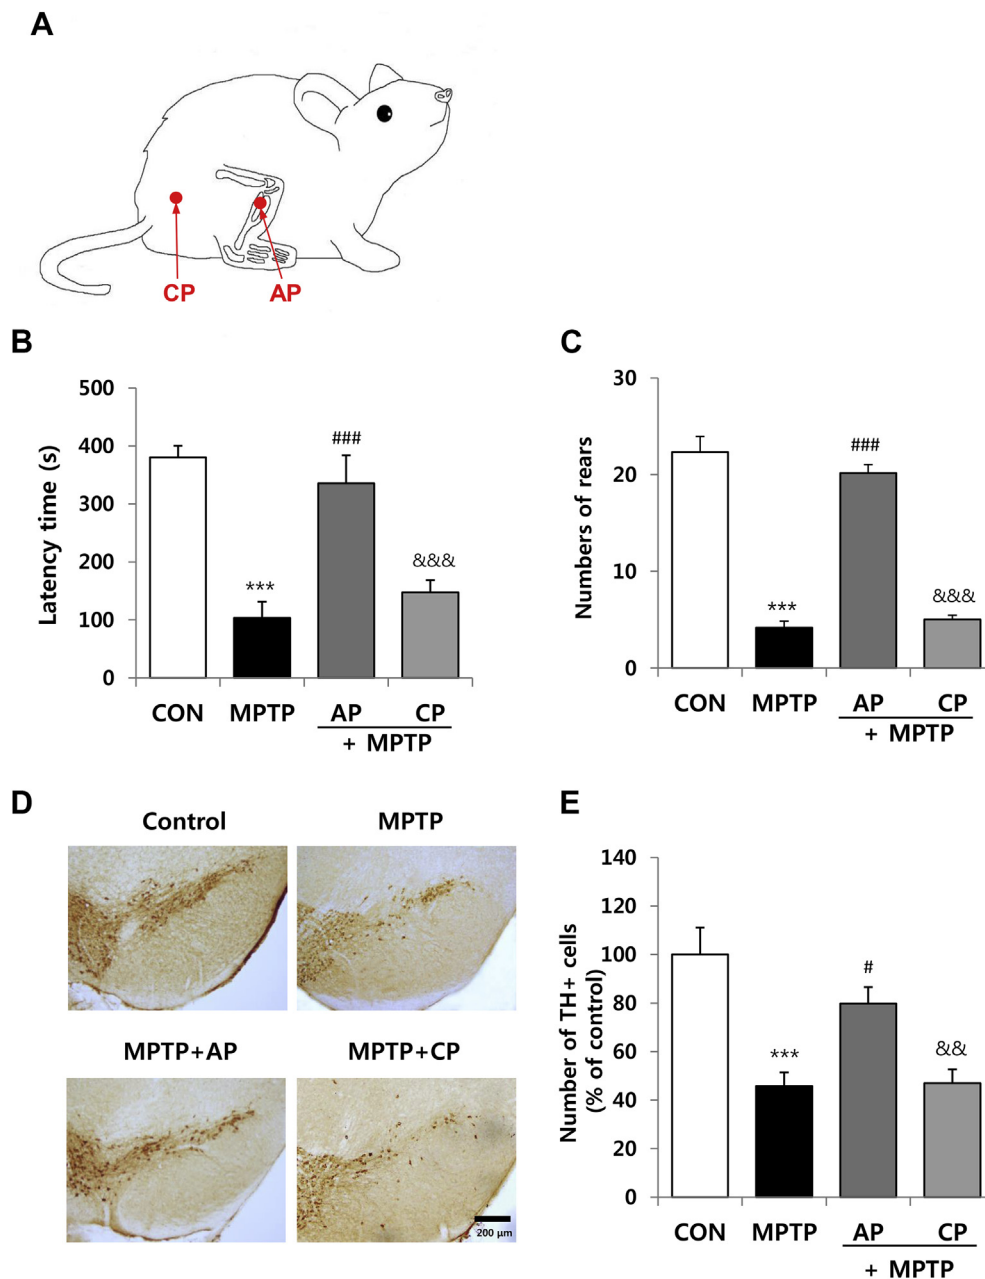 A
CP
AP
B
Latency time (s)
500
400
300
200
100
0
***
###
&&&
CON
MPTP
AP
CP
+ MPTP
C
Numbers of rears
30
20
10
0
***
###
&&&
CON
MPTP
AP
CP
+ MPTP
D
Control
MPTP
MPTP+AP
MPTP+CP
200 μm
E
Number of TH+ cells
(% of control)
140
120
100
80
60
40
20
0
***
#
&&
CON
MPTP
AP
CP
+ MPTP